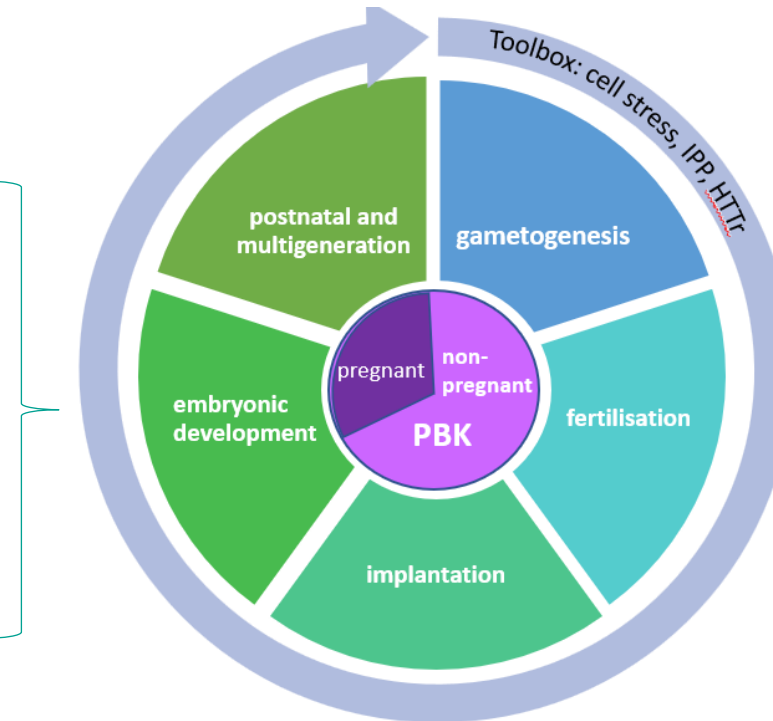 Toolbox: cell stress, IPP, HTTr
postnatal and
multigeneration
gametogenesis
pregnant
non-
pregnant
PBK
embryonic
development
fertilisation
implantation